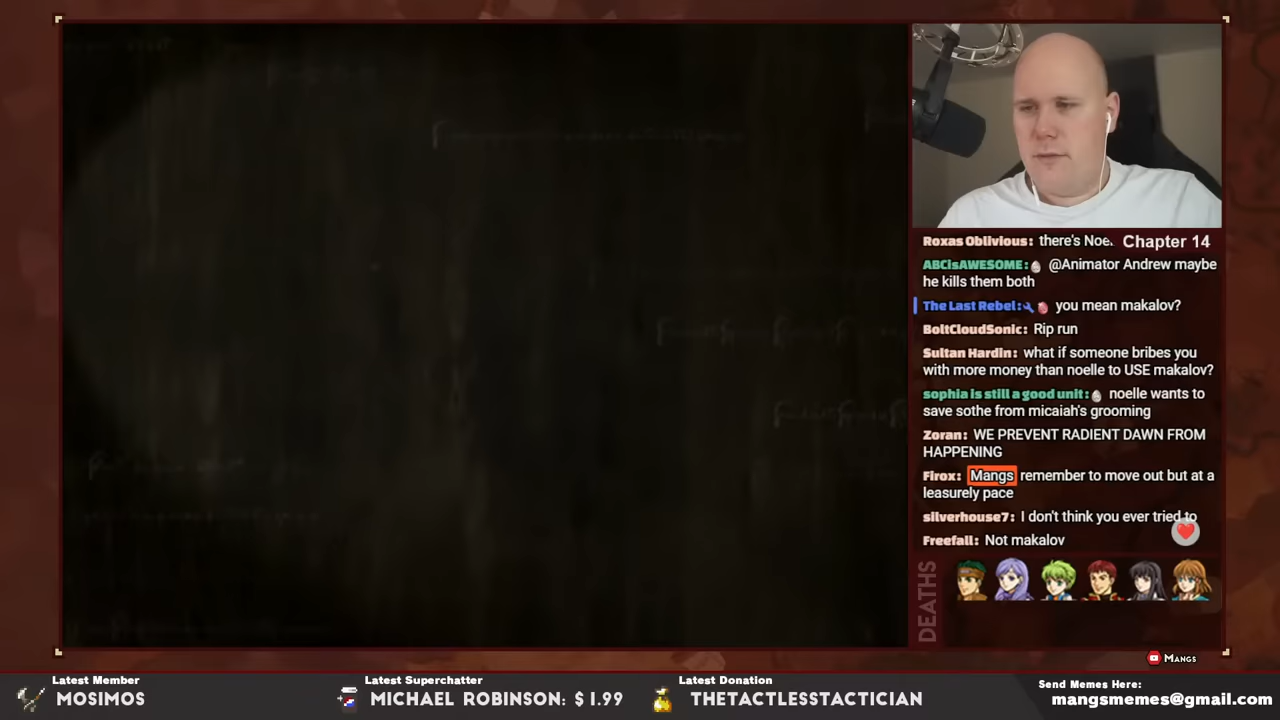 Roxas Oblivious: there's Noe.
Chapter 14
ABCisAWESOME: @Animator Andrew maybe
he kills them both
The Last Rebel: you mean makalov?
BoltCloudSonic: Rip run
Sultan Hardin: what if someone bribes you
with more money than noelle to USE makalov?
sophia is still a good unit: noelle wants to
save sothe from micaiah's grooming
Zoran: WE PREVENT RADIENT DAWN FROM
HAPPENING
Firox: Mangs remember to move out but at a
leasurely pace
silverhouse7: I don't think you ever tried to
Freefall: Not makalov
DEATHS
Mangs
Latest Member
MOSIMOS
Latest Superchatter
MICHAEL ROBINSON: $ 1.99
Latest Donation
THETACTLESSTACTICIAN
Send Memes Here:
mangsmemes@gmail.com